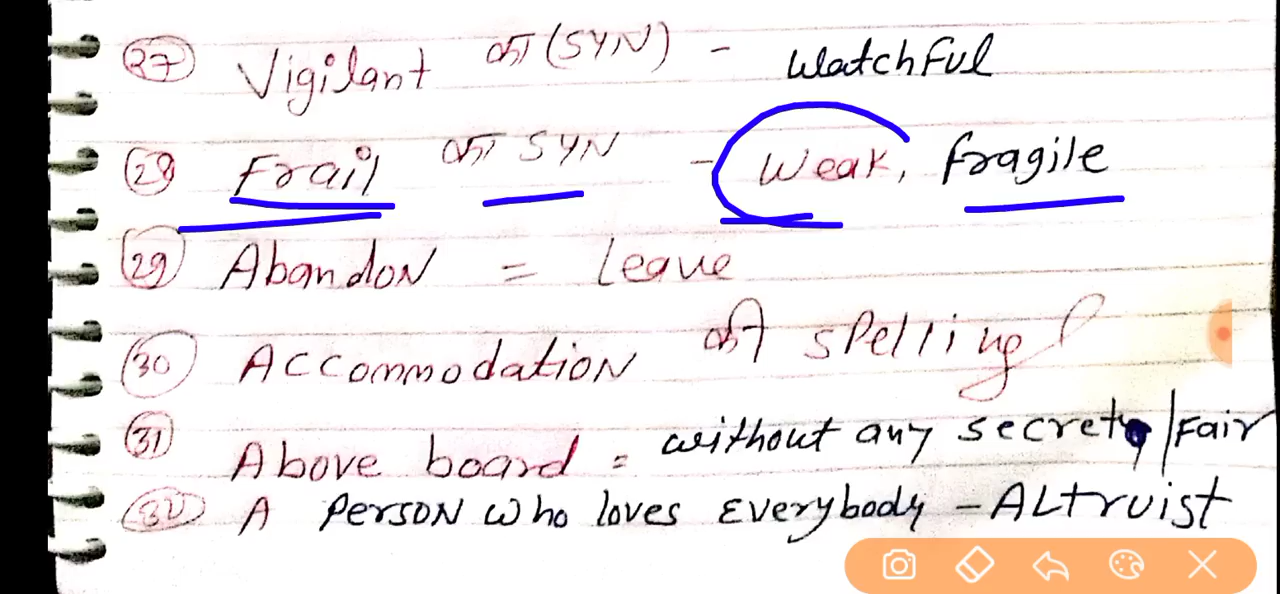 27 Vigilant का (SYN) - Watchful
28 Frail का SYN - Weak, fragile
29 Abandon = leave
30 Accommodation की spelling
31 Above board = without any secret / Fair
32 A Person who loves Everybody - ALtruist